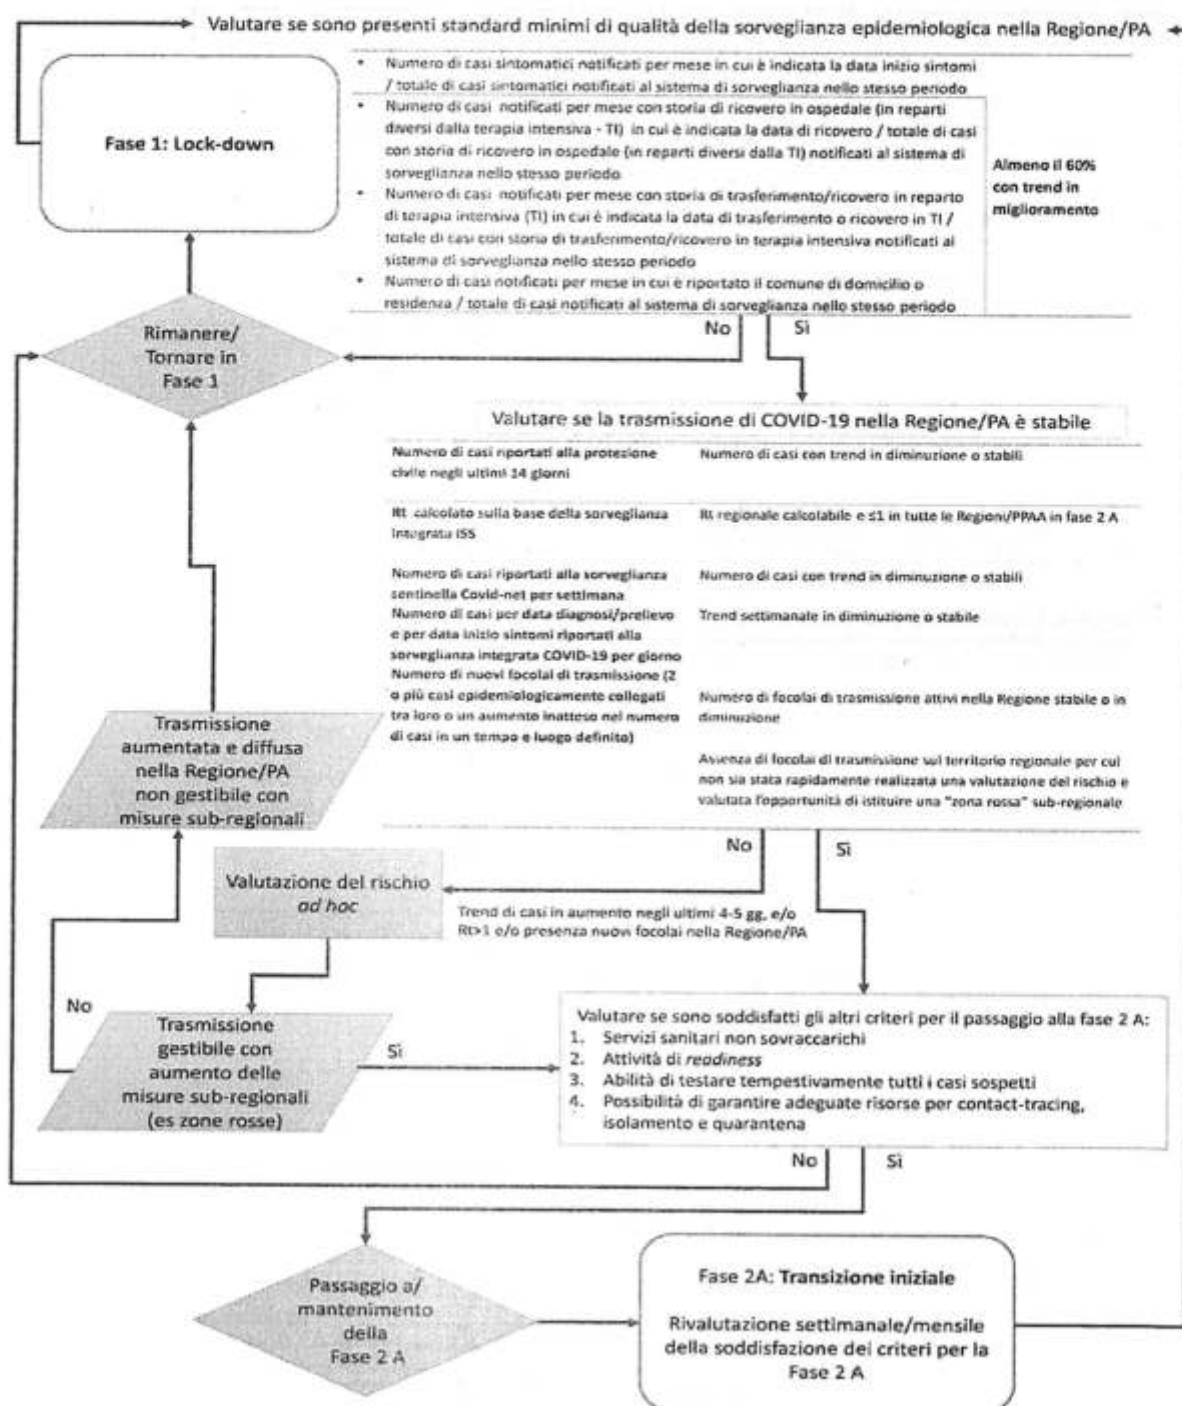 Valutare se sono presenti standard minimi di qualità della sorveglianza epidemiologica nella Regione/PA
Fase 1: Lock-down
• Numero di casi sintomatici notificati per mese in cui è indicata la data inizio sintomi
/ totale di casi sintomatici notificati al sistema di sorveglianza nello stesso periodo
• Numero di casi notificati per mese con storia di ricovero in ospedale (in reparti
diversi dalla terapia intensiva - TI) in cui è indicata la data di ricovero / totale di casi
con storia di ricovero in ospedale (in reparti diversi dalla TI) notificati al sistema di
sorveglianza nello stesso periodo
• Numero di casi notificati per mese con storia di trasferimento/ricovero in reparto
di terapia intensiva (TI) in cui è indicata la data di trasferimento o ricovero in TI /
totale di casi con storia di trasferimento/ricovero in terapia intensiva notificati al
sistema di sorveglianza nello stesso periodo
• Numero di casi notificati per mese in cui è riportato il comune di domicilio o
residenza / totale di casi notificati al sistema di sorveglianza nello stesso periodo
Almeno il 60%
con trend in
miglioramento
No
Sì
Rimanere/
Tornare in
Fase 1
Valutare se la trasmissione di COVID-19 nella Regione/PA è stabile
Numero di casi riportati alla protezione
civile negli ultimi 14 giorni
Numero di casi con trend in diminuzione o stabili
Rt calcolato sulla base della sorveglianza
integrata ISS
Rt regionale calcolabile e ≤1 in tutte le Regioni/PPAA in fase 2 A
Numero di casi riportati alla sorveglianza
sentinella Covid-net per settimana
Numero di casi con trend in diminuzione o stabili
Numero di casi per data diagnosi/prelievo
e per data inizio sintomi riportati alla
sorveglianza integrata COVID-19 per giorno
Trend settimanale in diminuzione o stabile
Numero di nuovi focolai di trasmissione (2
o più casi epidemiologicamente collegati
tra loro o un aumento inatteso nel numero
di casi in un tempo e luogo definito)
Numero di focolai di trasmissione attivi nella Regione stabile o in
diminuzione
Assenza di focolai di trasmissione sul territorio regionale per cui
non sia stata rapidamente realizzata una valutazione del rischio e
valutata l'opportunità di istituire una "zona rossa" sub-regionale
No
Sì
Trasmissione
aumentata e diffusa
nella Regione/PA
non gestibile con
misure sub-regionali
Valutazione del rischio
ad hoc
Trend di casi in aumento negli ultimi 4-5 gg, e/o
Rt>1 e/o presenza nuovi focolai nella Regione/PA
No
Trasmissione
gestibile con
aumento delle
misure sub-regionali
(es zone rosse)
Sì
Valutare se sono soddisfatti gli altri criteri per il passaggio alla fase 2 A:
1. Servizi sanitari non sovraccarichi
2. Attività di readiness
3. Abilità di testare tempestivamente tutti i casi sospetti
4. Possibilità di garantire adeguate risorse per contact-tracing,
isolamento e quarantena
No
Sì
Passaggio a/
mantenimento
della
Fase 2 A
Fase 2A: Transizione iniziale
Rivalutazione settimanale/mensile
della soddisfazione dei criteri per la
Fase 2 A